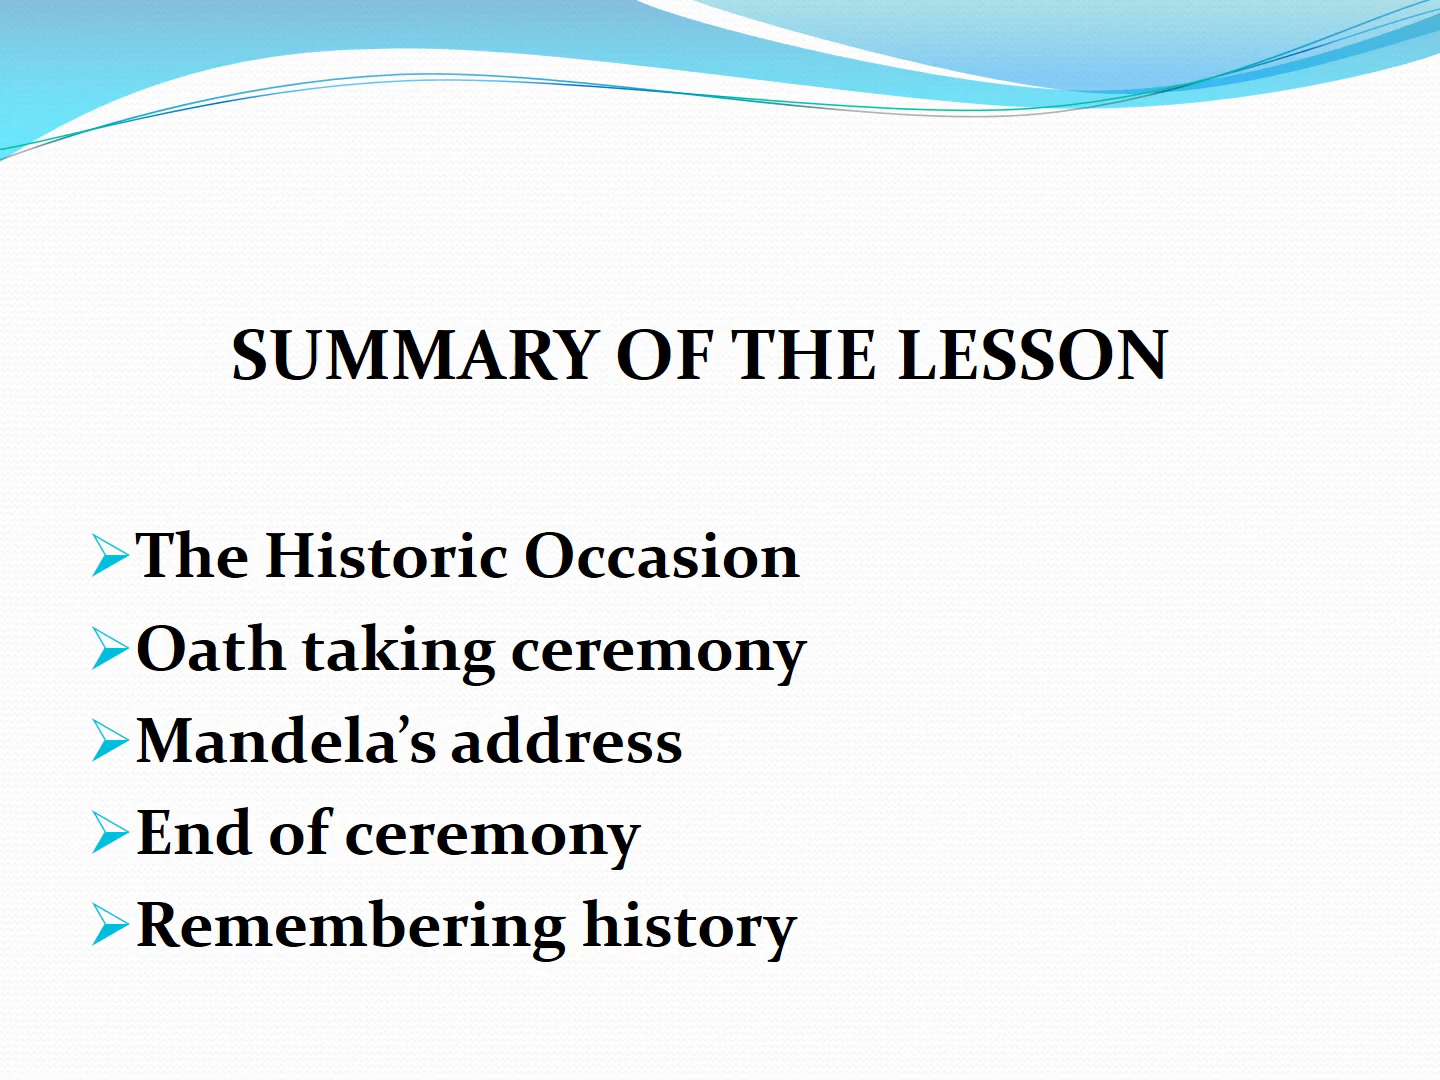 SUMMARY OF THE LESSON
The Historic Occasion
Oath taking ceremony
Mandela’s address
End of ceremony
Remembering history